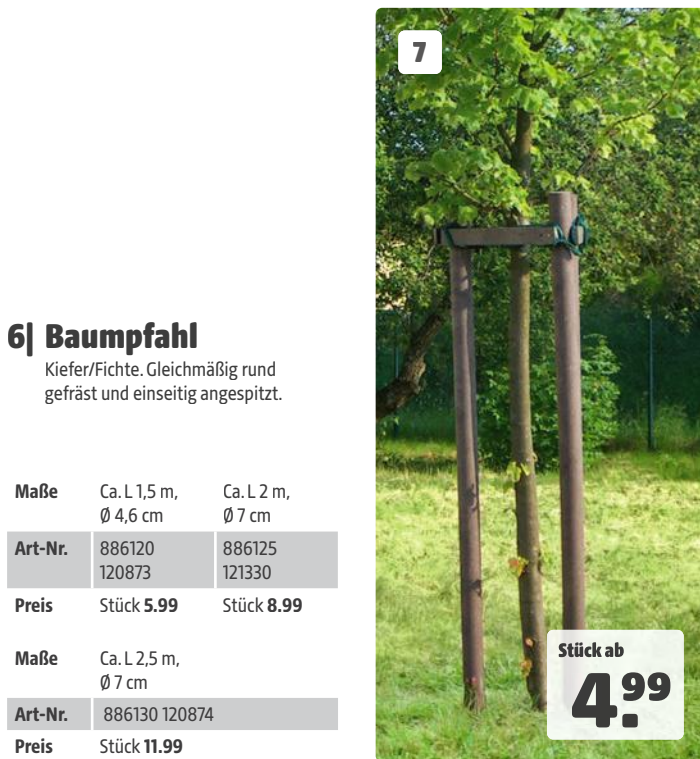 6| Baumpfahl
Kiefer/Fichte. Gleichmäßig rund
gefräst und einseitig angespitzt.
Maße Ca. L 1,5 m, Ca. L 2 m,
Ø 4,6 cm Ø 7 cm
Art-Nr. 886120 886125
120873 121330
Preis Stück 5.99 Stück 8.99
Maße Ca. L 2,5 m,
Ø 7 cm
Art-Nr. 886130 120874
Preis Stück 11.99
7
Stück ab
4.99